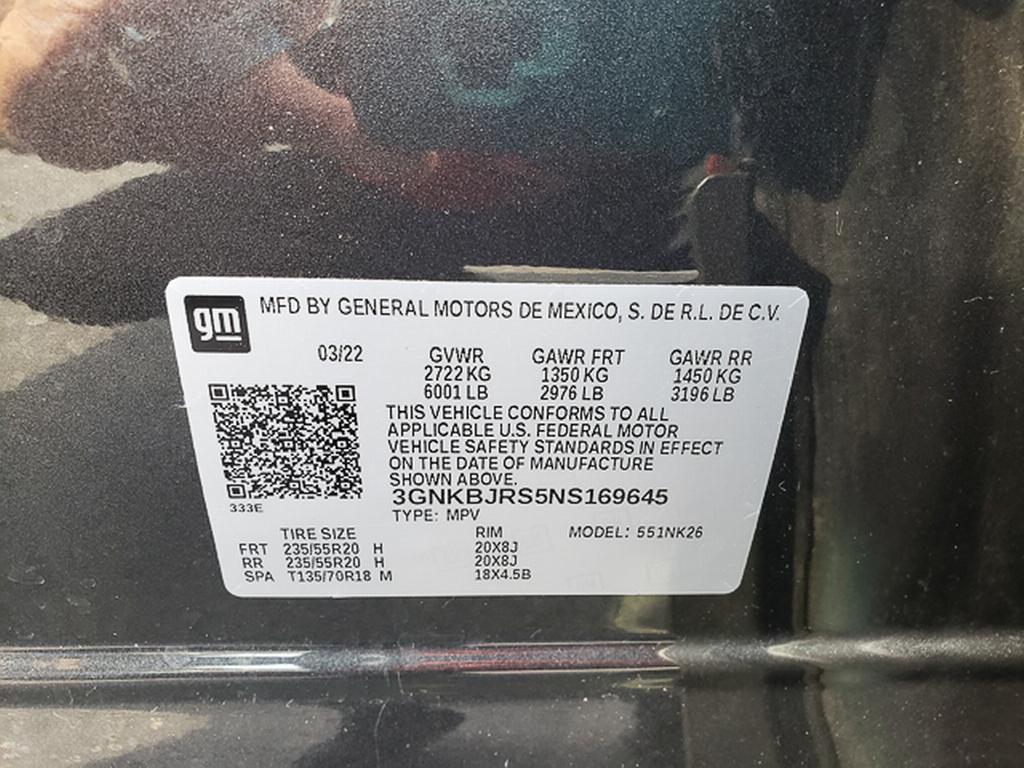 gm
MFD BY GENERAL MOTORS DE MEXICO, S. DE R.L. DE C.V.
03/22 GVWR GAWR FRT GAWR RR
2722 KG 1350 KG 1450 KG
6001 LB 2976 LB 3196 LB
THIS VEHICLE CONFORMS TO ALL
APPLICABLE U.S. FEDERAL MOTOR
VEHICLE SAFETY STANDARDS IN EFFECT
ON THE DATE OF MANUFACTURE
SHOWN ABOVE.
3GNKBJRS5NS169645
333E
TYPE: MPV
TIRE SIZE RIM MODEL: 551NK26
FRT 235/55R20 H 20X8J
RR 235/55R20 H 20X8J
SPA T135/70R18 M 18X4.5B